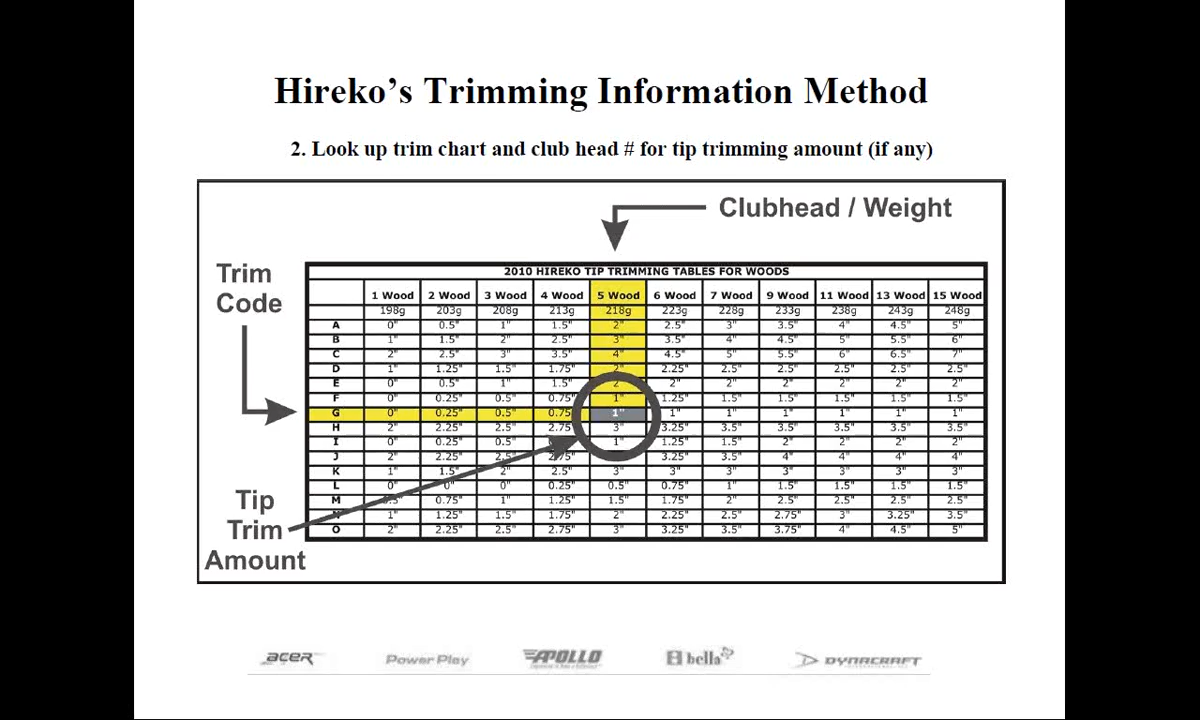 Hireko’s Trimming Information Method
2. Look up trim chart and club head # for tip trimming amount (if any)
Clubhead / Weight
Trim
Code
2010 HIREKO TIP TRIMMING TABLES FOR WOODS
1 Wood 2 Wood 3 Wood 4 Wood 5 Wood 6 Wood 7 Wood 9 Wood 11 Wood 13 Wood 15 Wood
198g 203g 208g 213g 218g 223g 228g 233g 238g 243g 248g
A 0" 0.5" 1" 1.5" 2" 2.5" 3" 3.5" 4" 4.5" 5"
B 1" 1.5" 2" 2.5" 3" 3.5" 4" 4.5" 5" 5.5" 6"
C 2" 2.5" 3" 3.5" 4" 4.5" 5" 5.5" 6" 6.5" 7"
D 1" 1.25" 1.5" 1.75" 2" 2.25" 2.5" 2.5" 2.5" 2.5" 2.5"
E 0" 0.5" 1" 1.5" 2" 2" 2" 2" 2" 2" 2"
F 0" 0.25" 0.5" 0.75" 1" 1.25" 1.5" 1.5" 1.5" 1.5" 1.5"
G 0" 0.25" 0.5" 0.75 1" 1" 1" 1" 1" 1" 1"
H 2" 2.25" 2.5" 2.75" 3" 3.25" 3.5" 3.5" 3.5" 3.5" 3.5"
I 0" 0.25" 0.5" 1" 1.25" 1.5" 2" 2" 2" 2"
J 2" 2.25" 2.5" 2.75" 3.25" 3.5" 4" 4" 4" 4"
K 1" 1.5" 2" 2.5" 3" 3" 3" 3" 3" 3" 3"
L 0" 0" 0" 0.25" 0.5" 0.75" 1" 1.5" 1.5" 1.5" 1.5"
M 0.5" 0.75" 1" 1.25" 1.5" 1.75" 2" 2.5" 2.5" 2.5" 2.5"
N 1" 1.25" 1.5" 1.75" 2" 2.25" 2.5" 2.75" 3" 3.25" 3.5"
O 2" 2.25" 2.5" 2.75" 3" 3.25" 3.5" 3.75" 4" 4.5" 5"
Tip
Trim
Amount
acer Power Play APOLLO bella DYNACRAFT